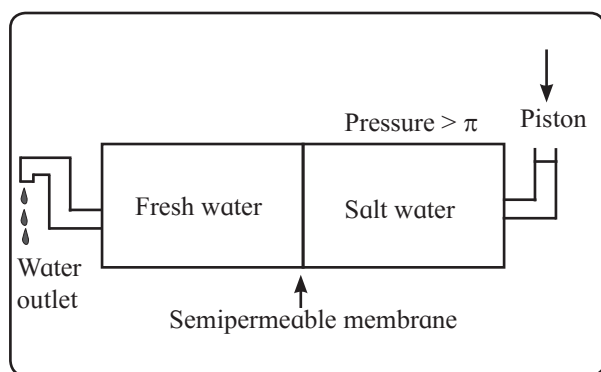 Pressure > π
Piston
Fresh water
Salt water
Water
outlet
Semipermeable membrane